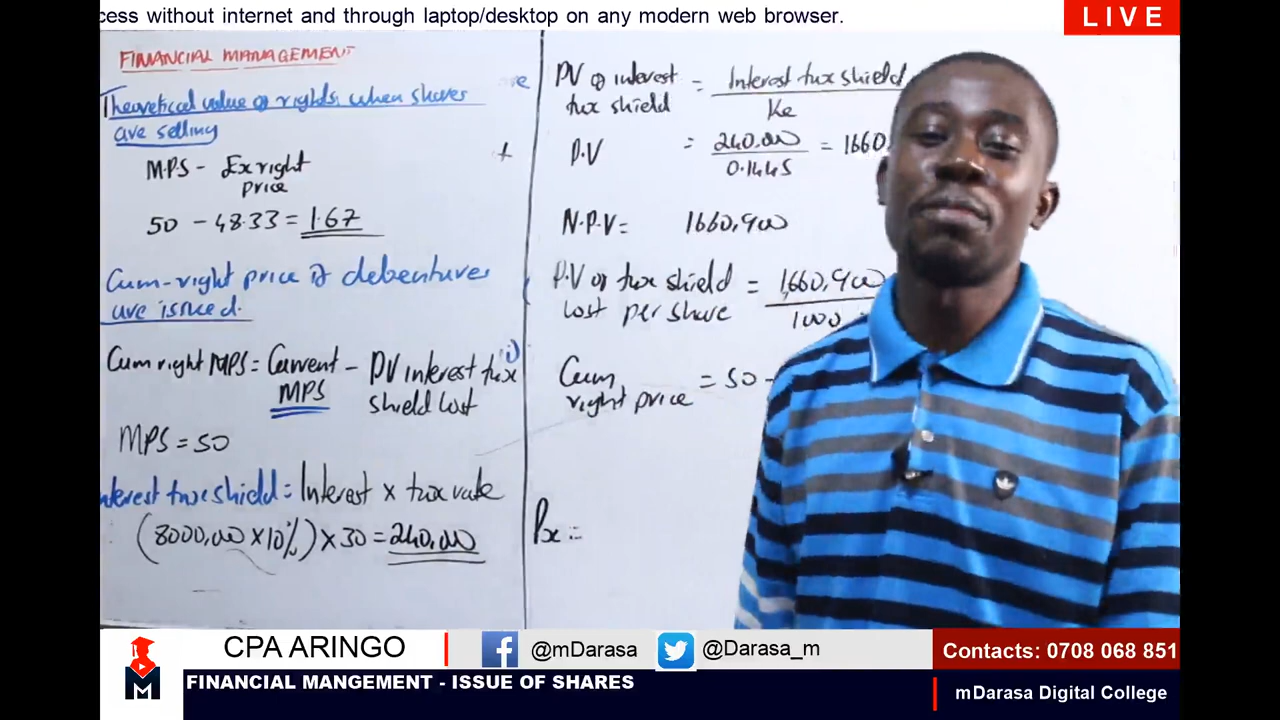 cess without internet and through laptop/desktop on any modern web browser.
LIVE
FINANCIAL MANAGEMENT
Theoretical value of rights when shares
are selling
M.P.S - Ex right
price
50 - 48.33 = 1.67
Cum-right price if debentures
are issued.
Cum right MPS = Current - PV interest tax
MPS shield lost
MPS = 50
Interest tax shield = Interest x tax rate
(8000,000 x 10%) x 30 = 240,000
PV of interest = Interest tax shield
tax shield Ke
P.V = 240,000 = 1660,
0.1445
N.P.V = 1660,900
P.V of tax shield = 1,660,900
lost per share 1000
Cum = 50 -
right price
Px =
CPA ARINGO
@mDarasa
@Darasa_m
Contacts: 0708 068 851
FINANCIAL MANGEMENT - ISSUE OF SHARES
mDarasa Digital College